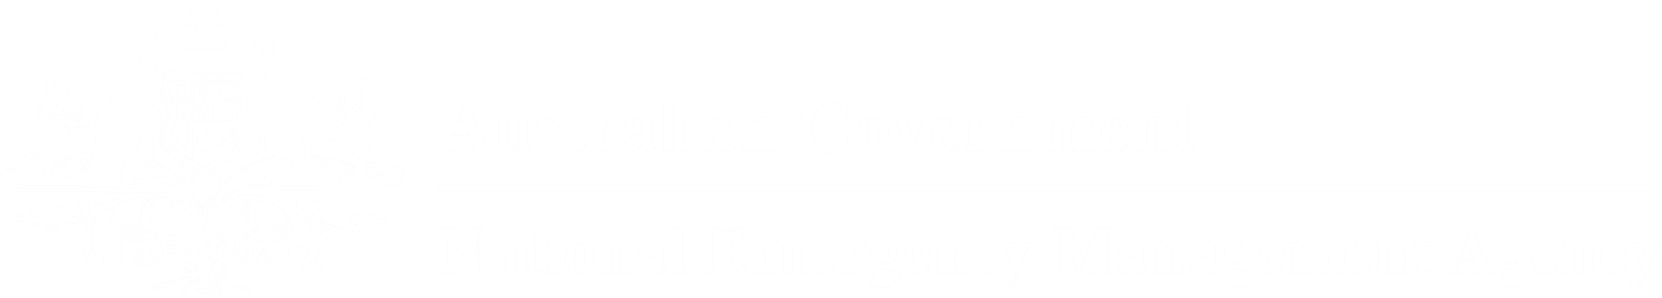 Australian Government
National Emergency Management Agency